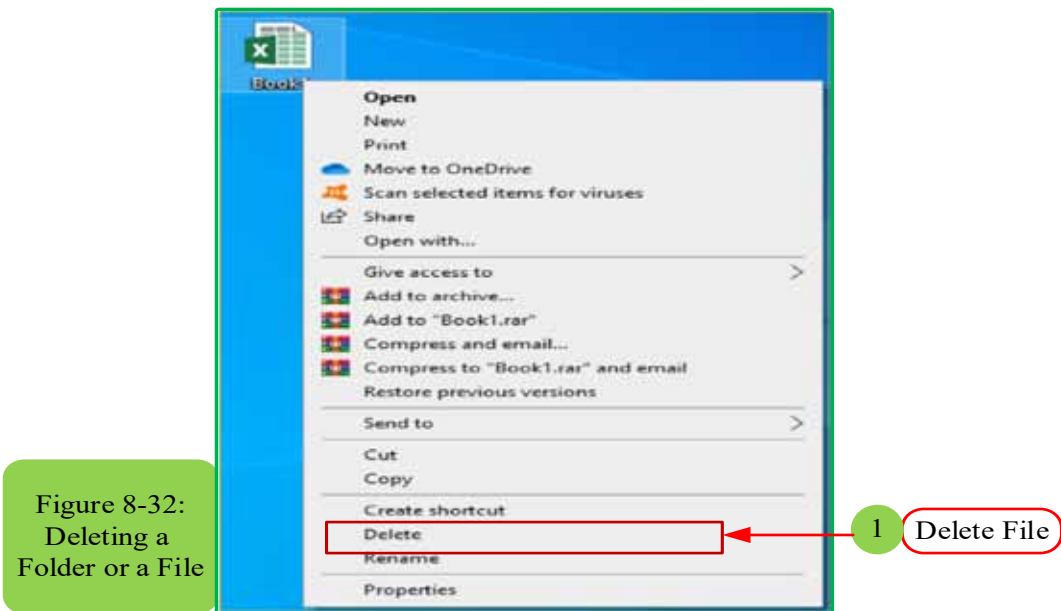 Book1
Open
New
Print
Move to OneDrive
Scan selected items for viruses
Share
Open with...
Give access to
Add to archive...
Add to "Book1.rar"
Compress and email...
Compress to "Book1.rar" and email
Restore previous versions
Send to
Cut
Copy
Create shortcut
Delete
Rename
Properties
Figure 8-32:
Deleting a
Folder or a File
1 Delete File